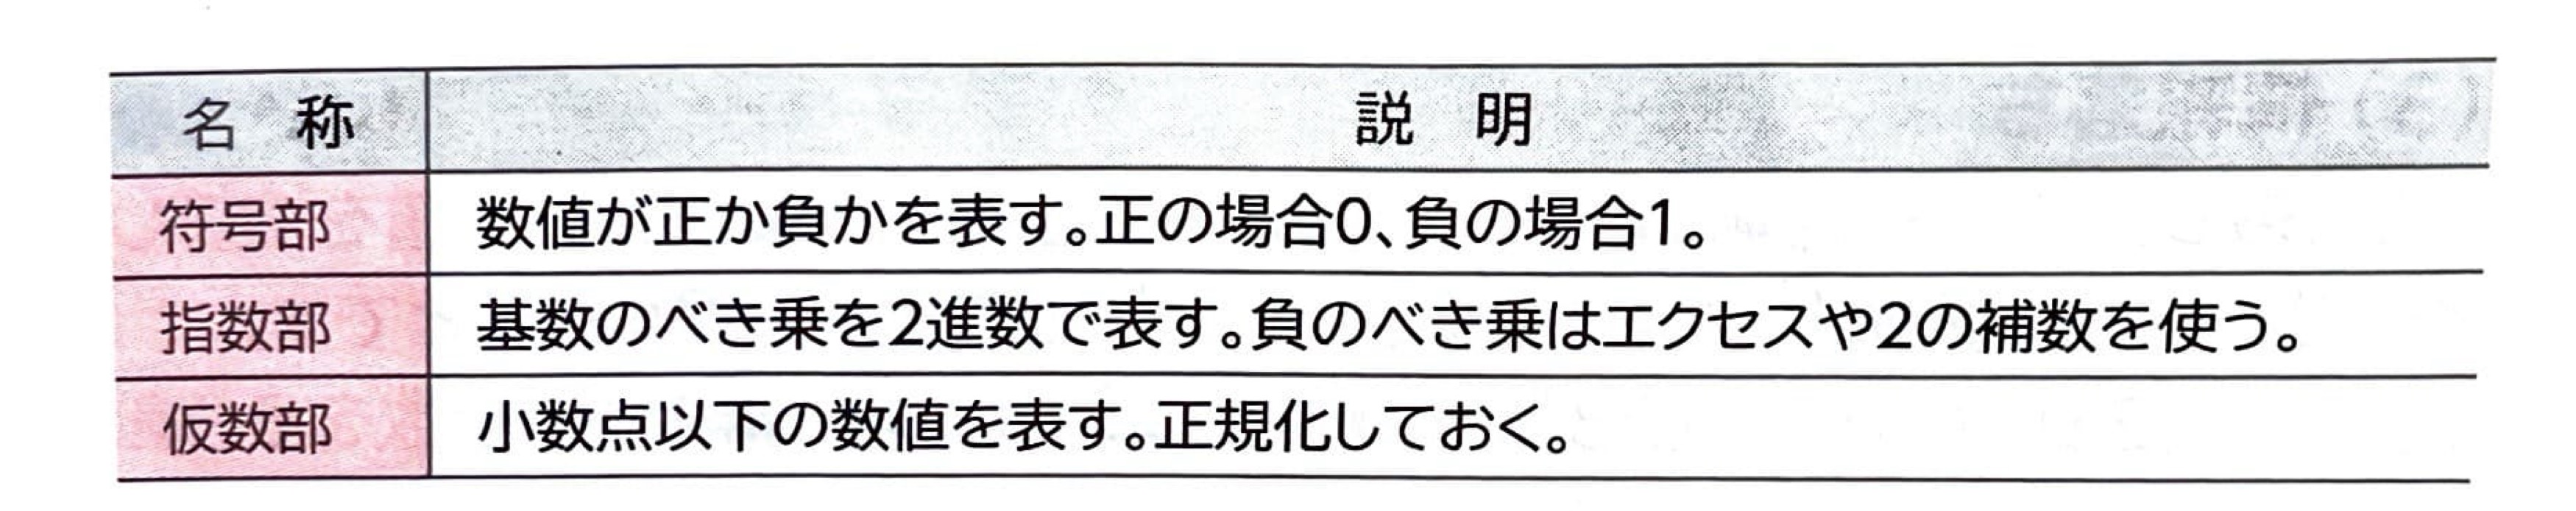 名 称 説 明
符号部 数値が正か負かを表す。正の場合0、負の場合1。
指数部 基数のべき乗を2進数で表す。負のべき乗はエクセスや2の補数を使う。
仮数部 小数点以下の数値を表す。正規化しておく。